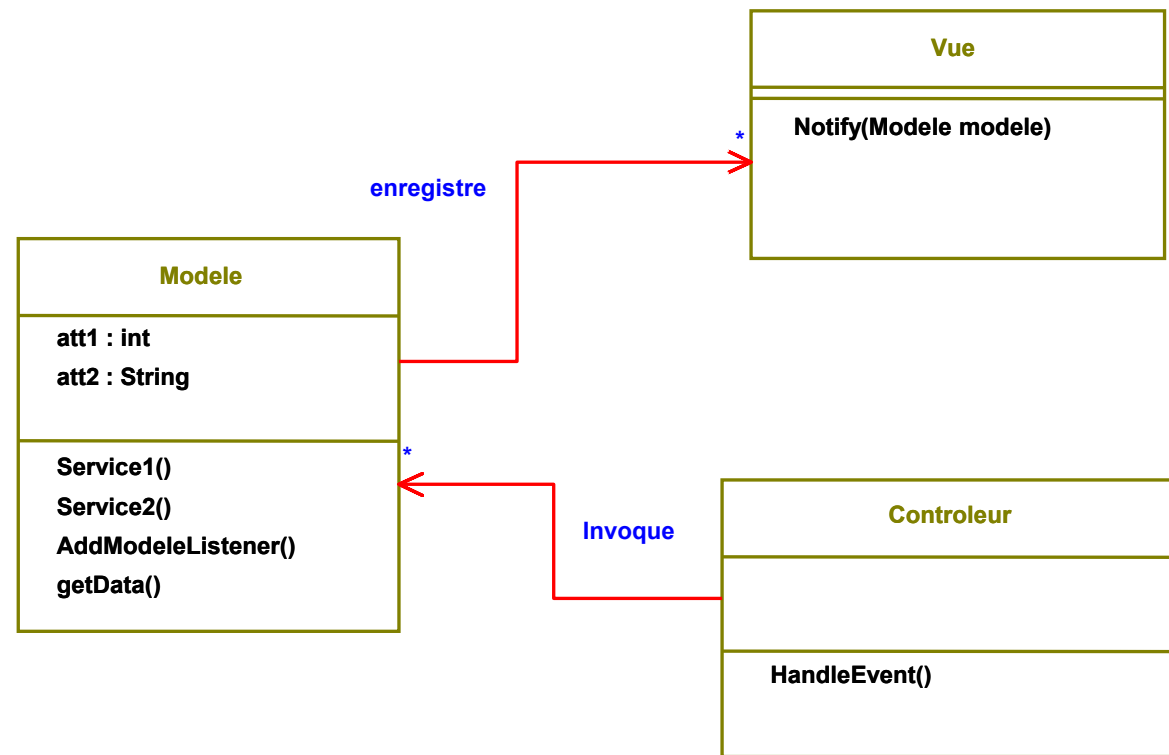 Vue
Notify(Modele modele)
*
enregistre
Modele
att1 : int
att2 : String
Service1()
Service2()
AddModeleListener()
getData()
*
Invoque
Controleur
HandleEvent()